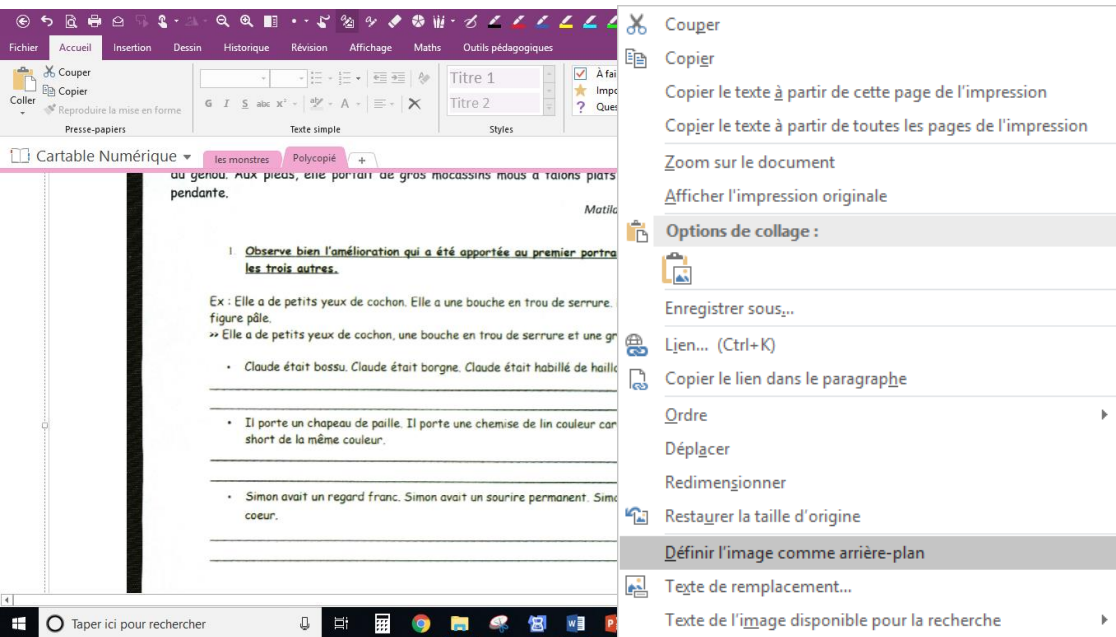 Fichier Accueil Insertion Dessin Historique Révision Affichage Maths Outils pédagogiques
Couper
Copier
Reproduire la mise en forme
Coller
Presse-papiers
G I S abc x²
A
Texte simple
Titre 1
Titre 2
Styles
À fai
Impo
? Ques
Cartable Numérique les monstres Polycopié +
du genou. Aux pieds, elle portait de gros mocassins mous à talons plats
pendante.
Matild
1. Observe bien l'amélioration qui a été apportée au premier portra
les trois autres.
Ex : Elle a de petits yeux de cochon. Elle a une bouche en trou de serrure.
figure pâle.
>> Elle a de petits yeux de cochon, une bouche en trou de serrure et une gr
• Claude était bossu. Claude était borgne. Claude était habillé de haillo
• Il porte un chapeau de paille. Il porte une chemise de lin couleur car
short de la même couleur.
• Simon avait un regard franc. Simon avait un sourire permanent. Simo
coeur.
Taper ici pour rechercher
Couper
Copier
Copier le texte à partir de cette page de l'impression
Copier le texte à partir de toutes les pages de l'impression
Zoom sur le document
Afficher l'impression originale
Options de collage :
Enregistrer sous...
Lien... (Ctrl+K)
Copier le lien dans le paragraphe
Ordre
Déplacer
Redimensionner
Restaurer la taille d'origine
Définir l'image comme arrière-plan
Texte de remplacement...
Texte de l'image disponible pour la recherche